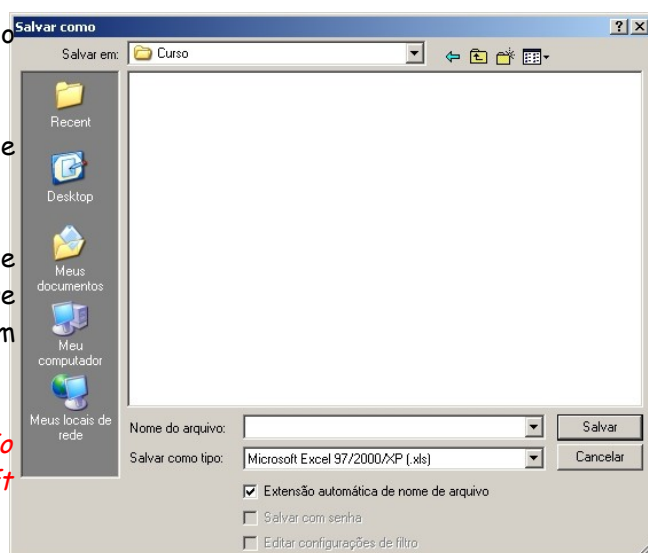 Salvar como
Salvar em:
Curso
Recent
Desktop
Meus
documentos
Meu
computador
Meus locais de
rede
Nome do arquivo:
Salvar
Salvar como tipo:
Microsoft Excel 97/2000/XP (.xls)
Cancelar
Extensão automática de nome de arquivo
Salvar com senha
Editar configurações de filtro